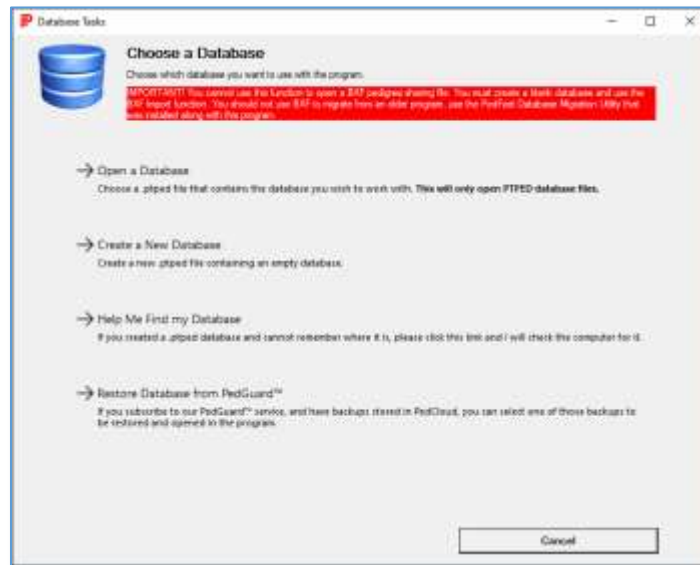 Database Tasks
Choose a Database
Choose which database you want to use with the program.
IMPORTANT! You cannot use this function to open a BXF pedigree sharing file. You must create a blank database and use the
BXF Import function. You should not use BXF to migrate from an older program, use the Database Migration Utility that
was installed along with this program.
Open a Database
Choose a .ptped file that contains the database you wish to work with. This will only open PTPED database files.
Create a New Database
Create a new .ptped file containing an empty database.
Help Me Find my Database
If you created a .ptped database and cannot remember where it is, please click this link and I will check the computer for it.
Restore Database from PedGuard™
If you subscribe to our PedGuard™ service, and have backups stored in PedCloud, you can select one of those backups to
be restored and opened in the program.
Cancel